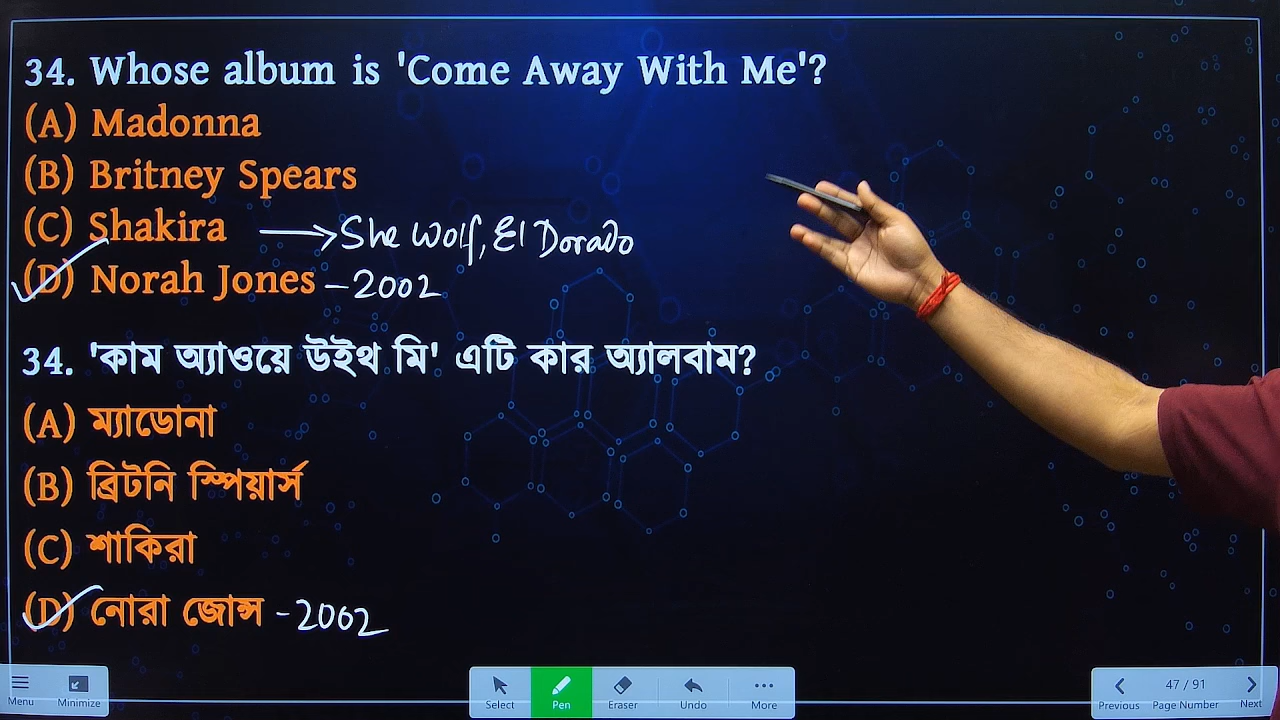 34. Whose album is 'Come Away With Me'?
(A) Madonna
(B) Britney Spears
(C) Shakira → She Wolf, El Dorado
(D) Norah Jones - 2002
34. 'কাম অ্যাওয়ে উইথ মি' এটি কার অ্যালবাম?
(A) ম্যাডোনা
(B) ব্রিটনি স্পিয়ার্স
(C) শাকিরা
(D) নোরা জোন্স - 2002
Menu Minimize Select Pen Eraser Undo More Previous 47 / 91 Page Number Next